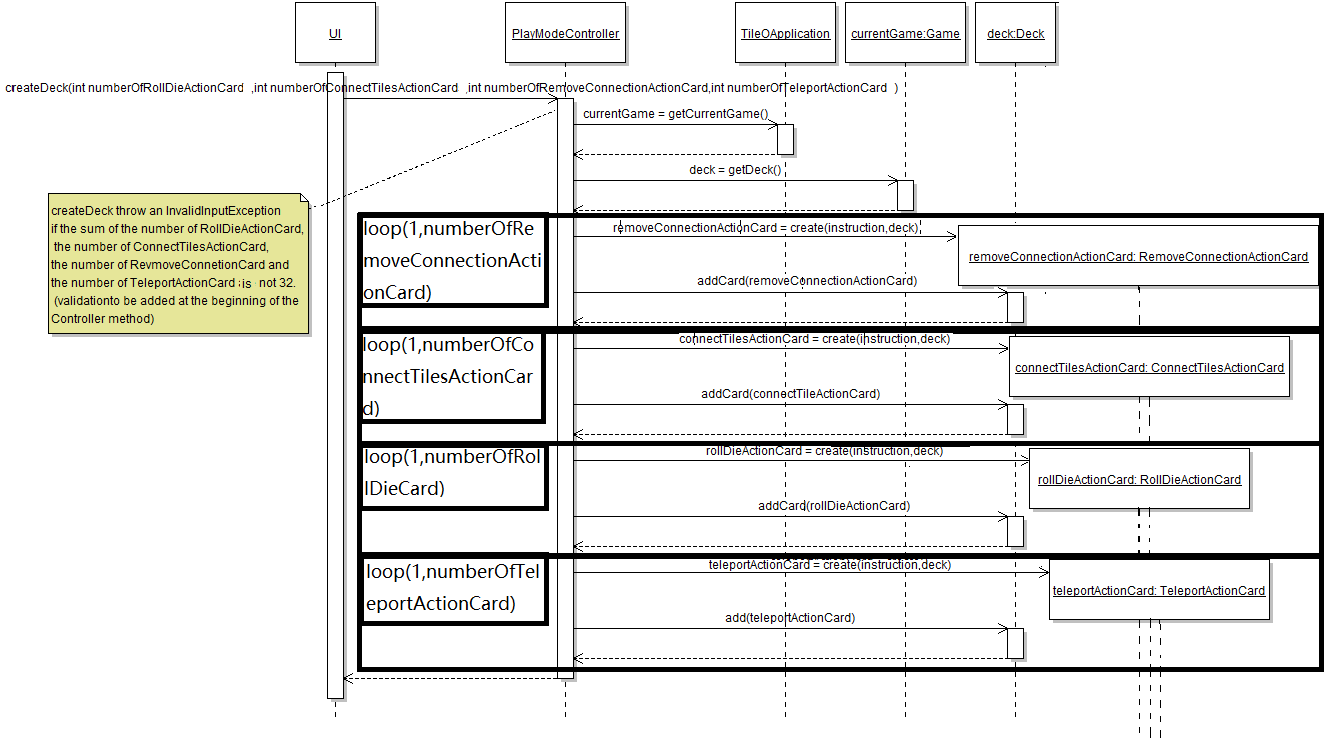 UI
PlayModeController
TileOApplication
currentGame:Game
deck:Deck
createDeck(int numberOfRollDieActionCard ,int numberOfConnectTilesActionCard ,int numberOfRemoveConnectionActionCard,int numberOfTeleportActionCard )
currentGame = getCurrentGame()
deck = getDeck()
createDeck throw an InvalidInputException
if the sum of the number of RollDieActionCard,
the number of ConnectTilesActionCard,
the number of RevmoveConnetionCard and
the number of TeleportActionCard is not 32.
(validationto be added at the beginning of the
Controller method)
loop(1,numberOfRe
moveConnectionActi
onCard)
removeConnectionActionCard = create(instruction,deck)
removeConnectionActionCard: RemoveConnectionActionCard
addCard(removeConnectionActionCard)
loop(1,numberOfCo
nnectTilesActionCar
d)
connectTilesActionCard = create(instruction,deck)
connectTilesActionCard: ConnectTilesActionCard
addCard(connectTileActionCard)
loop(1,numberOfRol
lDieCard)
rollDieActionCard = create(instruction,deck)
rollDieActionCard: RollDieActionCard
addCard(rollDieActionCard)
loop(1,numberOfTel
eportActionCard)
teleportActionCard = create(instruction,deck)
teleportActionCard: TeleportActionCard
add(teleportActionCard)